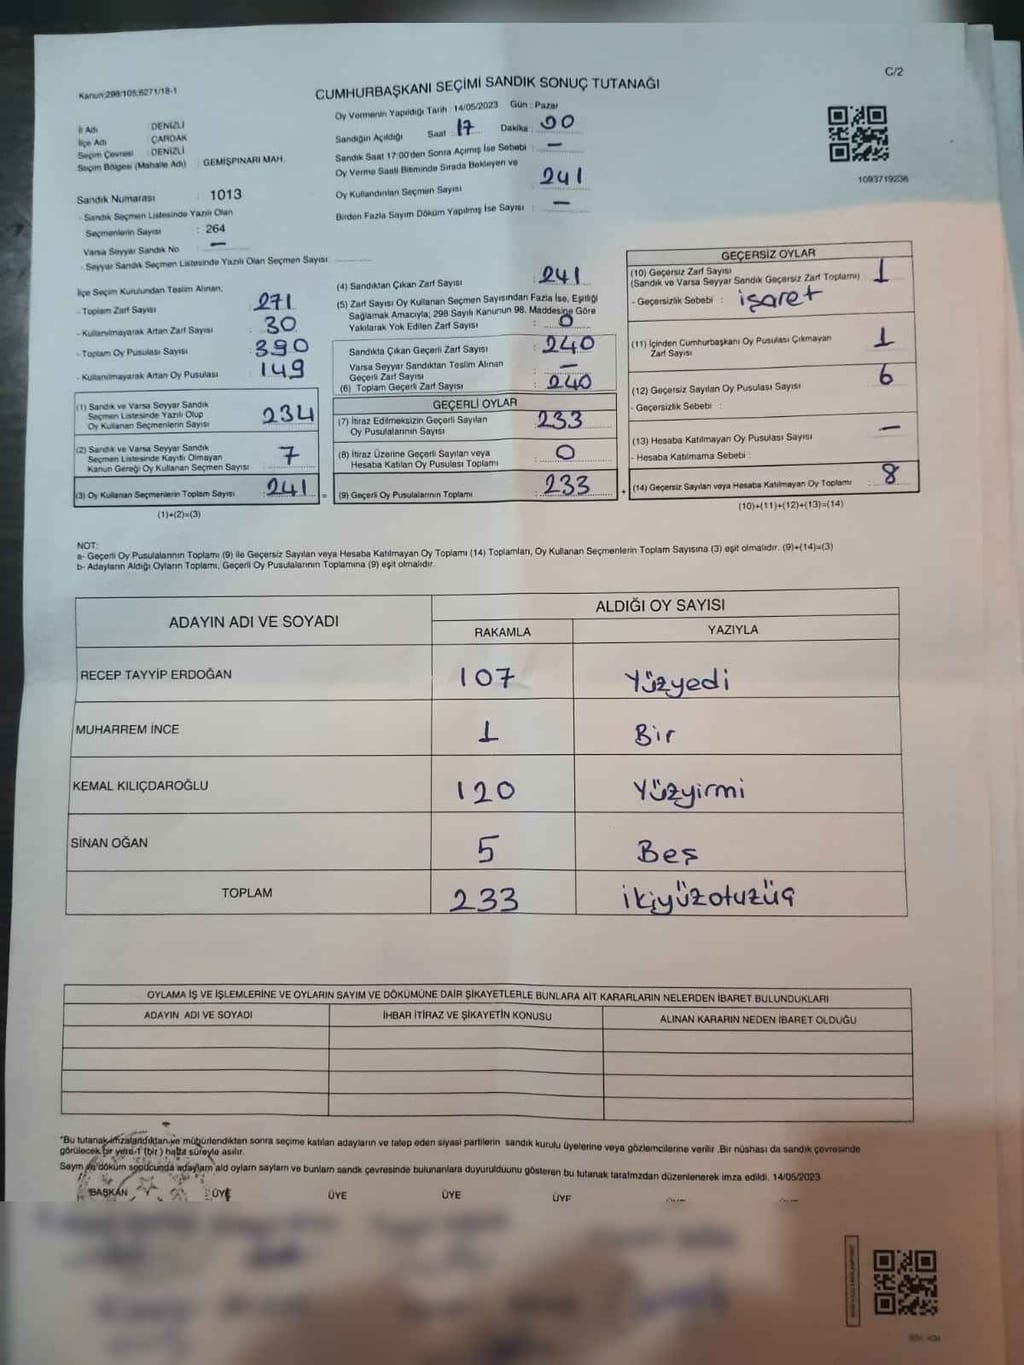 C/2
Kanun:298/105;6271/18-1
CUMHURBAŞKANI SEÇİMİ SANDIK SONUÇ TUTANAĞI
İl Adı : DENİZLİ
İlçe Adı : ÇARDAK
Seçim Çevresi : DENİZLİ
Seçim Bölgesi (Mahalle Adı) : GEMİŞPINARI MAH.
Sandık Numarası : 1013
- Sandık Seçmen Listesinde Yazılı Olan
Seçmenlerin Sayısı : 264
Varsa Seyyar Sandık No : —
- Seyyar Sandık Seçmen Listesinde Yazılı Olan Seçmen Sayısı :
Oy Vermenin Yapıldığı Tarih : 14/05/2023 Gün : Pazar
Sandığın Açıldığı Saat : 17 Dakika : 00
Sandık Saat 17:00'den Sonra Açımış İse Sebebi : —
Oy Verme Saati Bitiminde Sırada Bekleyen ve
Oy Kullandırılan Seçmen Sayısı : 241
Birden Fazla Sayım Döküm Yapılmış İse Sayısı : —
1093719236
İlçe Seçim Kurulundan Teslim Alınan;
- Toplam Zarf Sayısı : 271
- Kullanılmayarak Artan Zarf Sayısı : 30
- Toplam Oy Pusulası Sayısı : 390
- Kullanılmayarak Artan Oy Pusulası : 149
(1) Sandık ve Varsa Seyyar Sandık
Seçmen Listesinde Yazılı Olup
Oy Kullanan Seçmenlerin Sayısı : 234
(2) Sandık ve Varsa Seyyar Sandık
Seçmen Listesinde Kayıtlı Olmayan
Kanun Gereği Oy Kullanan Seçmen Sayısı : 7
(3) Oy Kullanan Seçmenlerin Toplam Sayısı : 241 =
(1)+(2)=(3)
(4) Sandıktan Çıkan Zarf Sayısı : 241
(5) Zarf Sayısı Oy Kullanan Seçmen Sayısından Fazla İse, Eşitliği
Sağlamak Amacıyla; 298 Sayılı Kanunun 98. Maddesine Göre
Yakılarak Yok Edilen Zarf Sayısı : 0
Sandıkta Çıkan Geçerli Zarf Sayısı : 240
Varsa Seyyar Sandıktan Teslim Alınan
Geçerli Zarf Sayısı : —
(6) Toplam Geçerli Zarf Sayısı : 240
GEÇERLİ OYLAR
(7) İtiraz Edilmeksizin Geçerli Sayılan
Oy Pusulalarının Sayısı : 233
(8) İtiraz Üzerine Geçerli Sayılan veya
Hesaba Katılan Oy Pusulası Toplamı : 0
(9) Geçerli Oy Pusulalarının Toplamı : 233 +
GEÇERSİZ OYLAR
(10) Geçersiz Zarf Sayısı
(Sandık ve Varsa Seyyar Sandık Geçersiz Zarf Toplamı) : 1
- Geçersizlik Sebebi : işaret
(11) İçinden Cumhurbaşkanı Oy Pusulası Çıkmayan
Zarf Sayısı : 1
(12) Geçersiz Sayılan Oy Pusulası Sayısı : 6
- Geçersizlik Sebebi :
(13) Hesaba Katılmayan Oy Pusulası Sayısı : —
- Hesaba Katılmama Sebebi :
(14) Geçersiz Sayılan veya Hesaba Katılmayan Oy Toplamı : 8
(10)+(11)+(12)+(13)=(14)
NOT:
a- Geçerli Oy Pusulalarının Toplamı (9) ile Geçersiz Sayılan veya Hesaba Katılmayan Oy Toplamı (14) Toplamları, Oy Kullanan Seçmenlerin Toplam Sayısına (3) eşit olmalıdır. (9)+(14)=(3)
b- Adayların Aldığı Oyların Toplamı, Geçerli Oy Pusulalarının Toplamına (9) eşit olmalıdır.
ADAYIN ADI VE SOYADI ALDIĞI OY SAYISI
RAKAMLA YAZIYLA
RECEP TAYYİP ERDOĞAN 107 Yüzyedi
MUHARREM İNCE 1 Bir
KEMAL KILIÇDAROĞLU 120 Yüzyirmi
SİNAN OĞAN 5 Beş
TOPLAM 233 ikiyüzotuzüç
OYLAMA İŞ VE İŞLEMLERİNE VE OYLARIN SAYIM VE DÖKÜMÜNE DAİR ŞİKAYETLERLE BUNLARA AİT KARARLARIN NELERDEN İBARET BULUNDUKLARI
ADAYIN ADI VE SOYADI İHBAR İTİRAZ VE ŞİKAYETİN KONUSU ALINAN KARARIN NEDEN İBARET OLDUĞU
*Bu tutanak imzalandıktan ve mühürlendikten sonra seçime katılan adayların ve talep eden siyasi partilerin sandık kurulu üyelerine veya gözlemcilerine verilir .Bir nüshası da sandık çevresinde
görülecek bir yere 1 (bir) hafta süreyle asılır.
Sayım ve döküm sonucunda adayların aldı oyların sayıları ve bunların sandık çevresinde bulunanlara duyurulduunu gösteren bu tutanak tarafımzdan düzenlenerek imza edildi. 14/05/2023
BAŞKAN ÜYE ÜYE ÜYE ÜYE